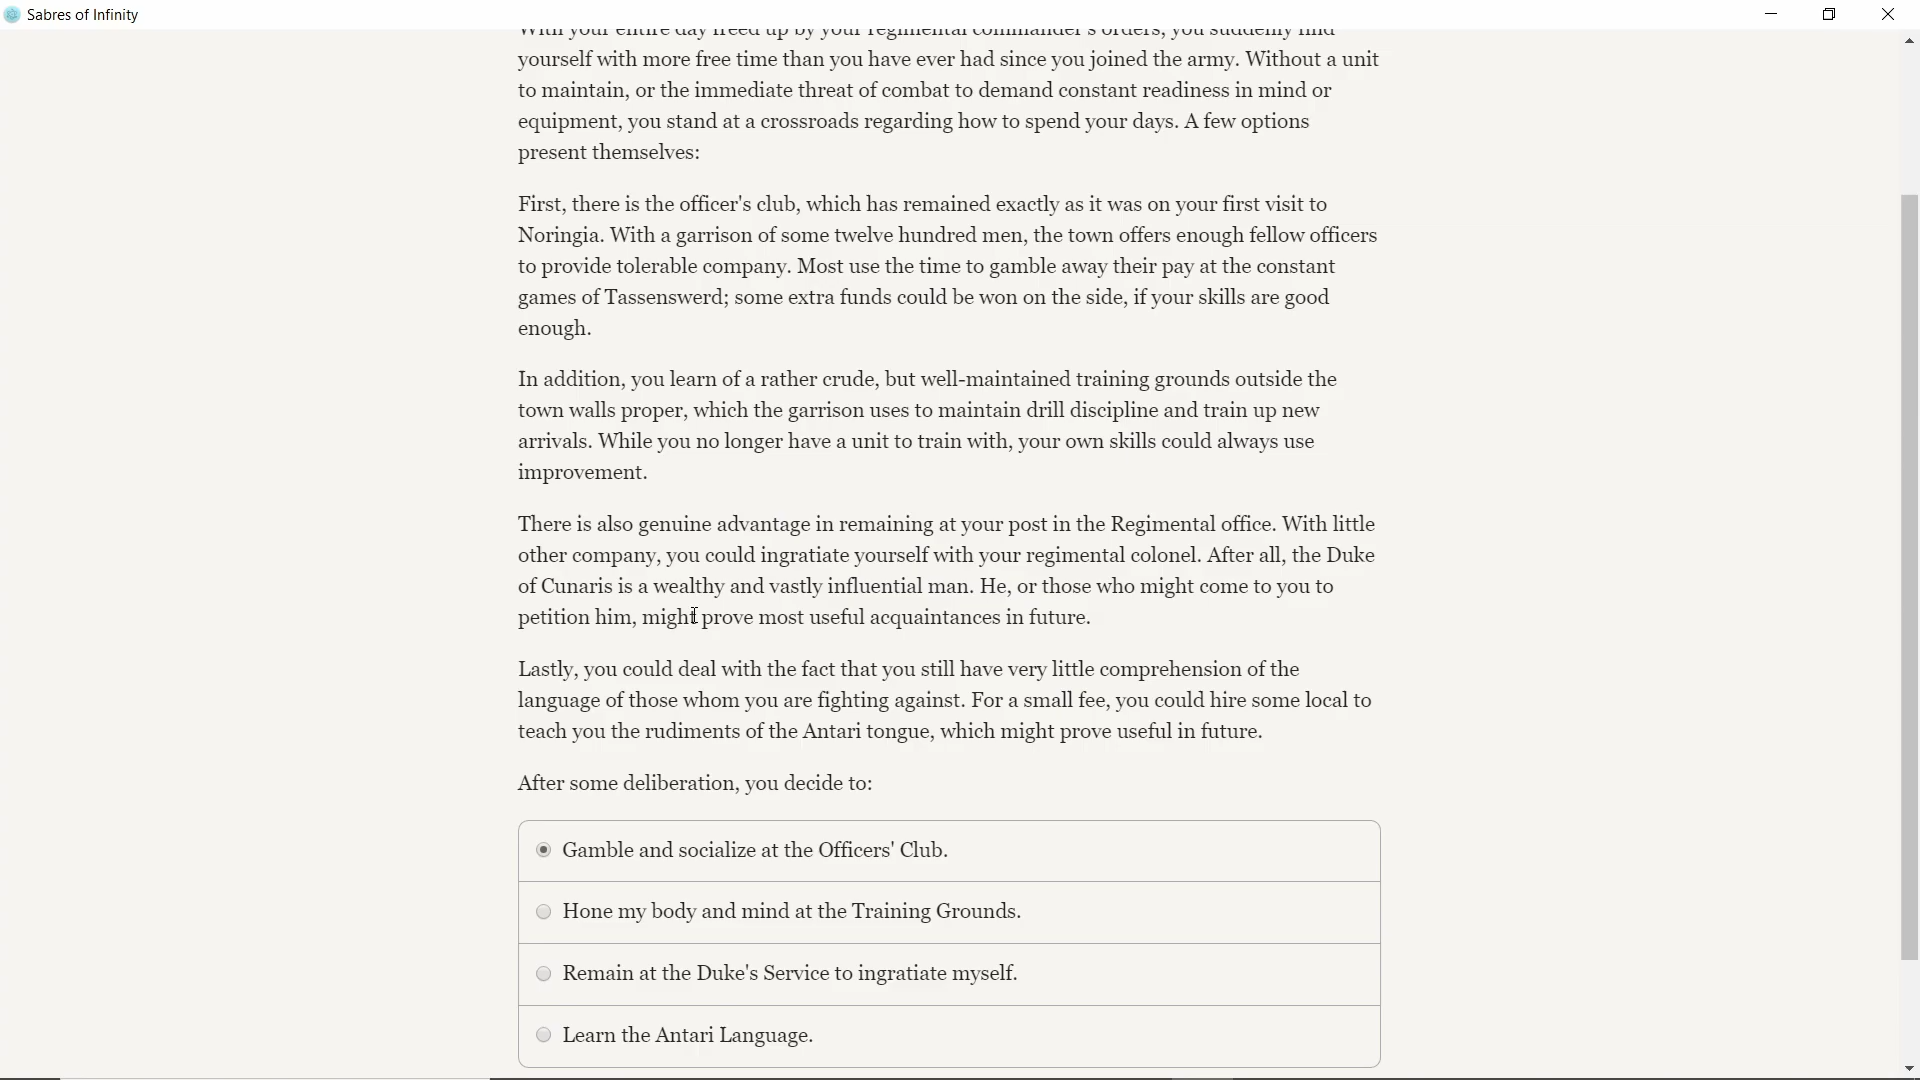 Sabres of Infinity
With your entire day freed up by your regimental commander's orders, you suddenly find
yourself with more free time than you have ever had since you joined the army. Without a unit
to maintain, or the immediate threat of combat to demand constant readiness in mind or
equipment, you stand at a crossroads regarding how to spend your days. A few options
present themselves:
First, there is the officer's club, which has remained exactly as it was on your first visit to
Noringia. With a garrison of some twelve hundred men, the town offers enough fellow officers
to provide tolerable company. Most use the time to gamble away their pay at the constant
games of Tassenswerd; some extra funds could be won on the side, if your skills are good
enough.
In addition, you learn of a rather crude, but well-maintained training grounds outside the
town walls proper, which the garrison uses to maintain drill discipline and train up new
arrivals. While you no longer have a unit to train with, your own skills could always use
improvement.
There is also genuine advantage in remaining at your post in the Regimental office. With little
other company, you could ingratiate yourself with your regimental colonel. After all, the Duke
of Cunaris is a wealthy and vastly influential man. He, or those who might come to you to
petition him, might prove most useful acquaintances in future.
Lastly, you could deal with the fact that you still have very little comprehension of the
language of those whom you are fighting against. For a small fee, you could hire some local to
teach you the rudiments of the Antari tongue, which might prove useful in future.
After some deliberation, you decide to:
Gamble and socialize at the Officers' Club.
Hone my body and mind at the Training Grounds.
Remain at the Duke's Service to ingratiate myself.
Learn the Antari Language.